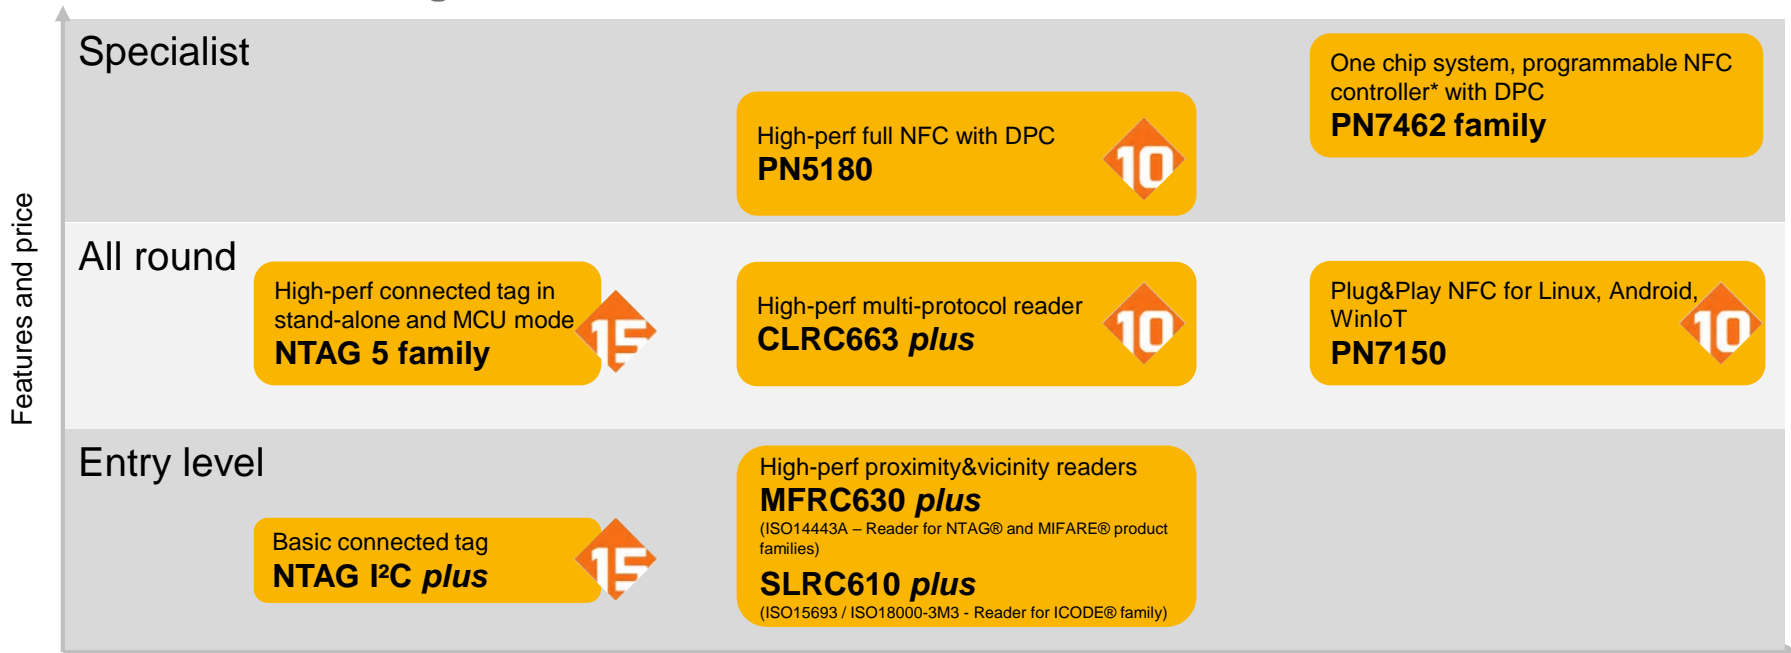 Specialist
One chip system, programmable NFC
controller* with DPC
PN7462 family
High-perf full NFC with DPC
PN5180
10
Features and price
All round
High-perf connected tag in
stand-alone and MCU mode
NTAG 5 family
15
High-perf multi-protocol reader
CLRC663 plus
10
Plug&Play NFC for Linux, Android,
WinIoT
PN7150
10
Entry level
Basic connected tag
NTAG I²C plus
15
High-perf proximity&vicinity readers
MFRC630 plus
(ISO14443A – Reader for NTAG® and MIFARE® product
families)
SLRC610 plus
(ISO15693 / ISO18000-3M3 - Reader for ICODE® family)